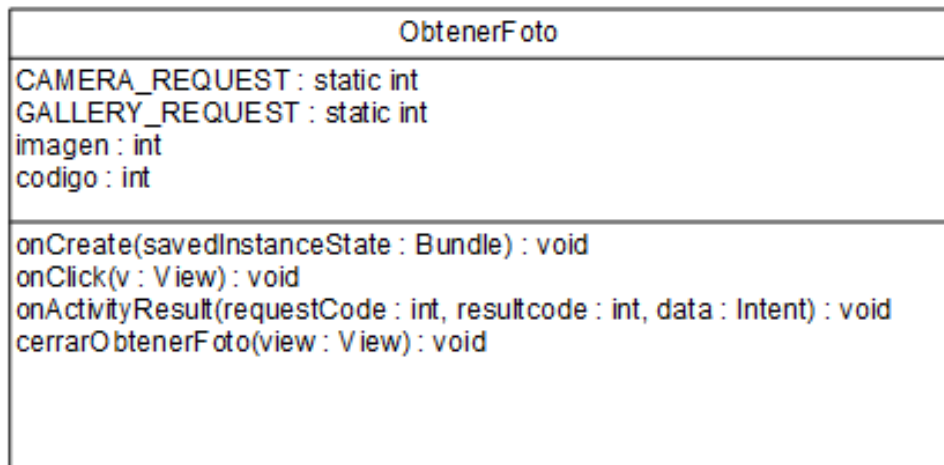 ObtenerFoto
CAMERA_REQUEST : static int
GALLERY_REQUEST : static int
imagen : int
codigo : int
onCreate(savedInstanceState : Bundle) : void
onClick(v : View) : void
onActivityResult(requestCode : int, resultcode : int, data : Intent) : void
cerrarObtenerFoto(view : View) : void